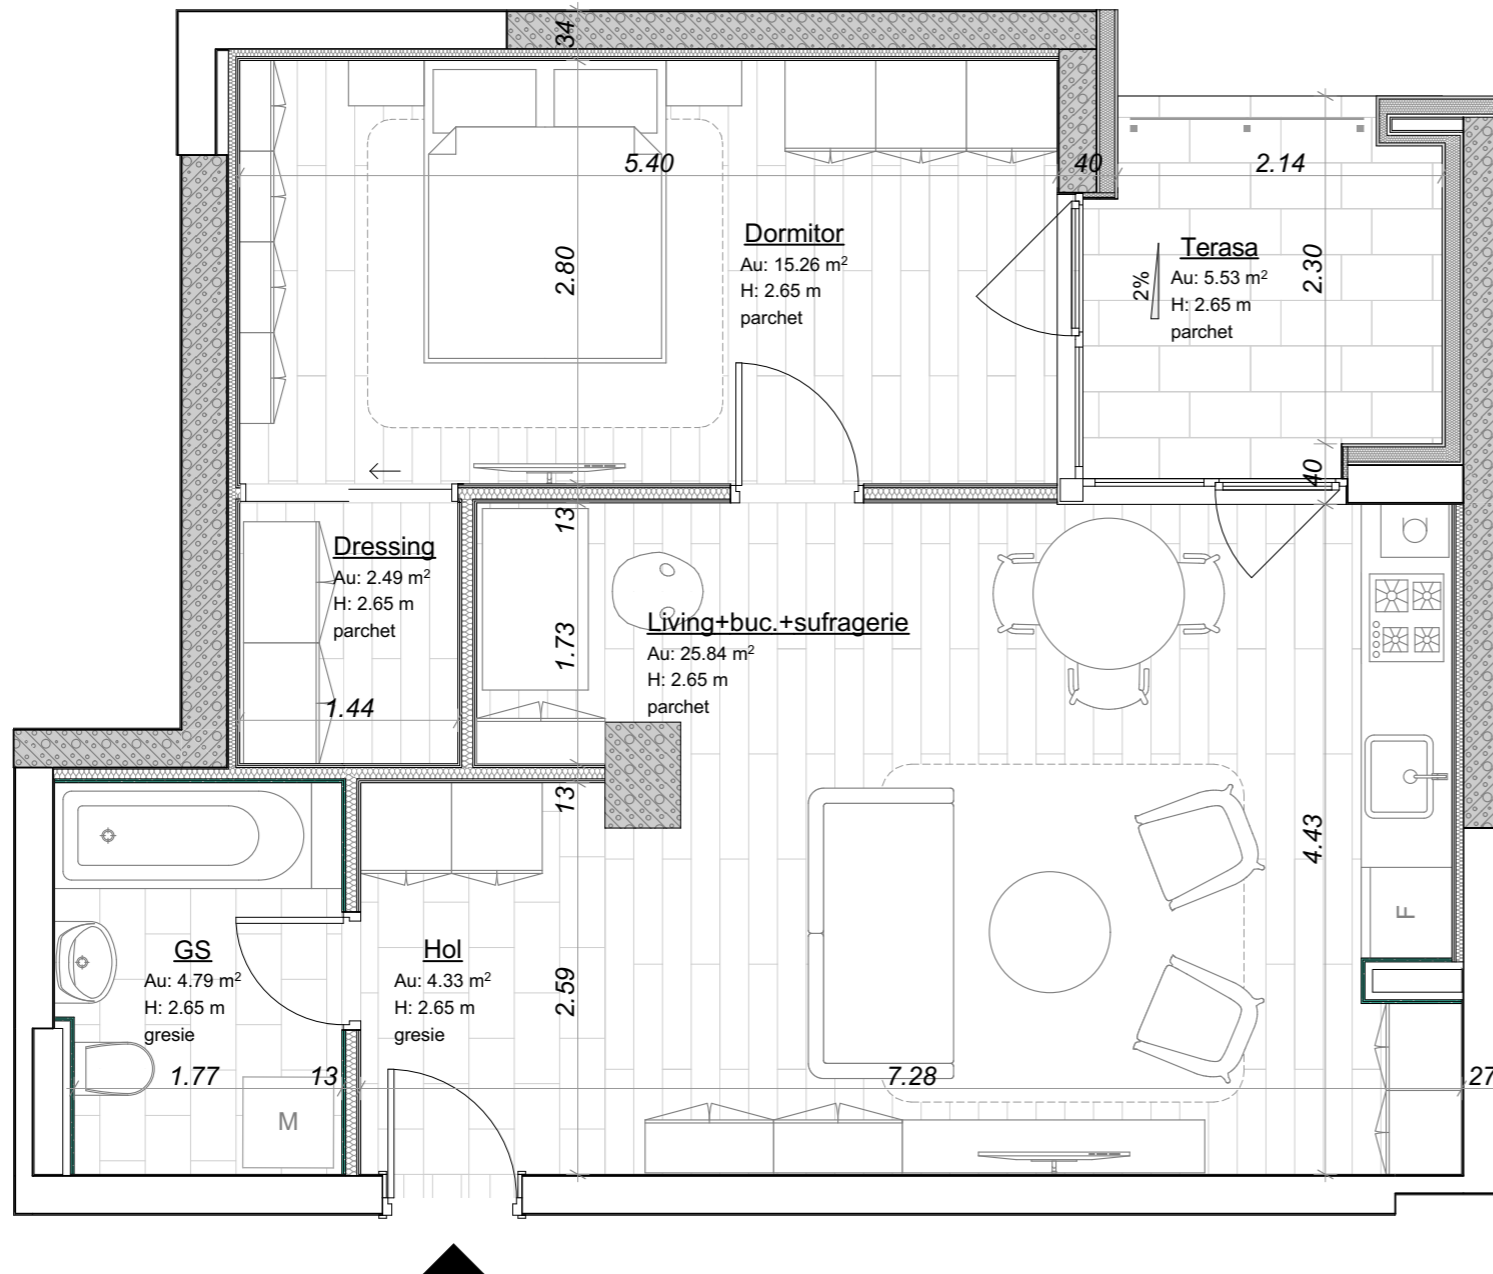 34
5.40
40
2.14
Dormitor
Au: 15.26 m²
H: 2.65 m
parchet
2.80
Terasa
Au: 5.53 m²
H: 2.65 m
parchet
2%
2.30
40
13
Dressing
Au: 2.49 m²
H: 2.65 m
parchet
1.44
1.73
Living+buc.+sufragerie
Au: 25.84 m²
H: 2.65 m
parchet
13
4.43
F
GS
Au: 4.79 m²
H: 2.65 m
gresie
Hol
Au: 4.33 m²
H: 2.65 m
gresie
2.59
1.77
13
7.28
27
M